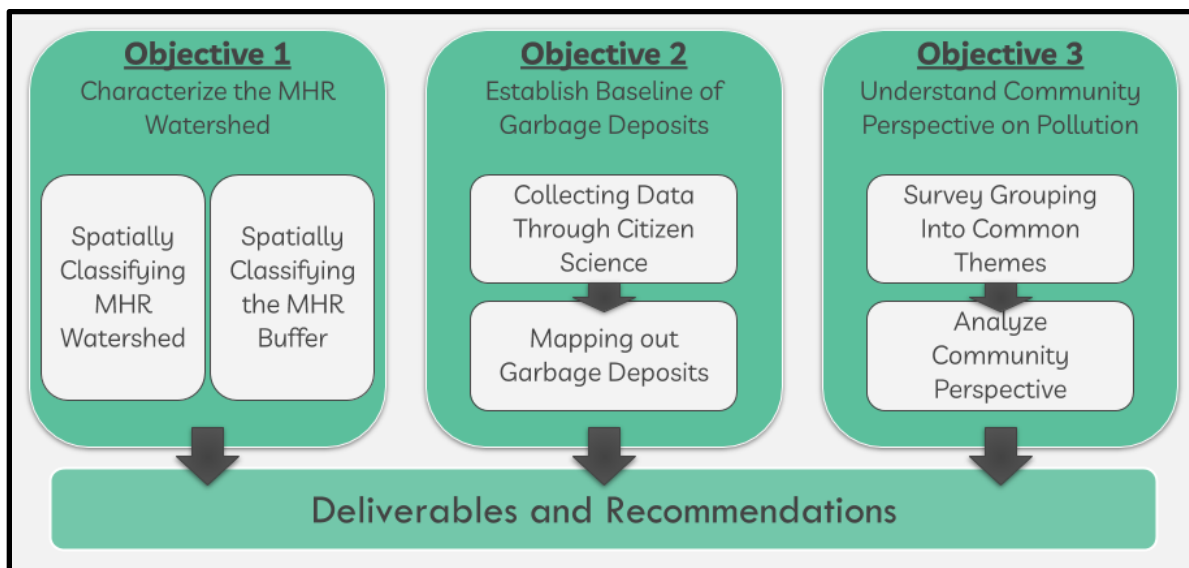 Objective 1
Characterize the MHR
Watershed
Spatially
Classifying
MHR
Watershed
Spatially
Classifying
the MHR
Buffer
Objective 2
Establish Baseline of
Garbage Deposits
Collecting Data
Through Citizen
Science
Mapping out
Garbage Deposits
Objective 3
Understand Community
Perspective on Pollution
Survey Grouping
Into Common
Themes
Analyze
Community
Perspective
Deliverables and Recommendations